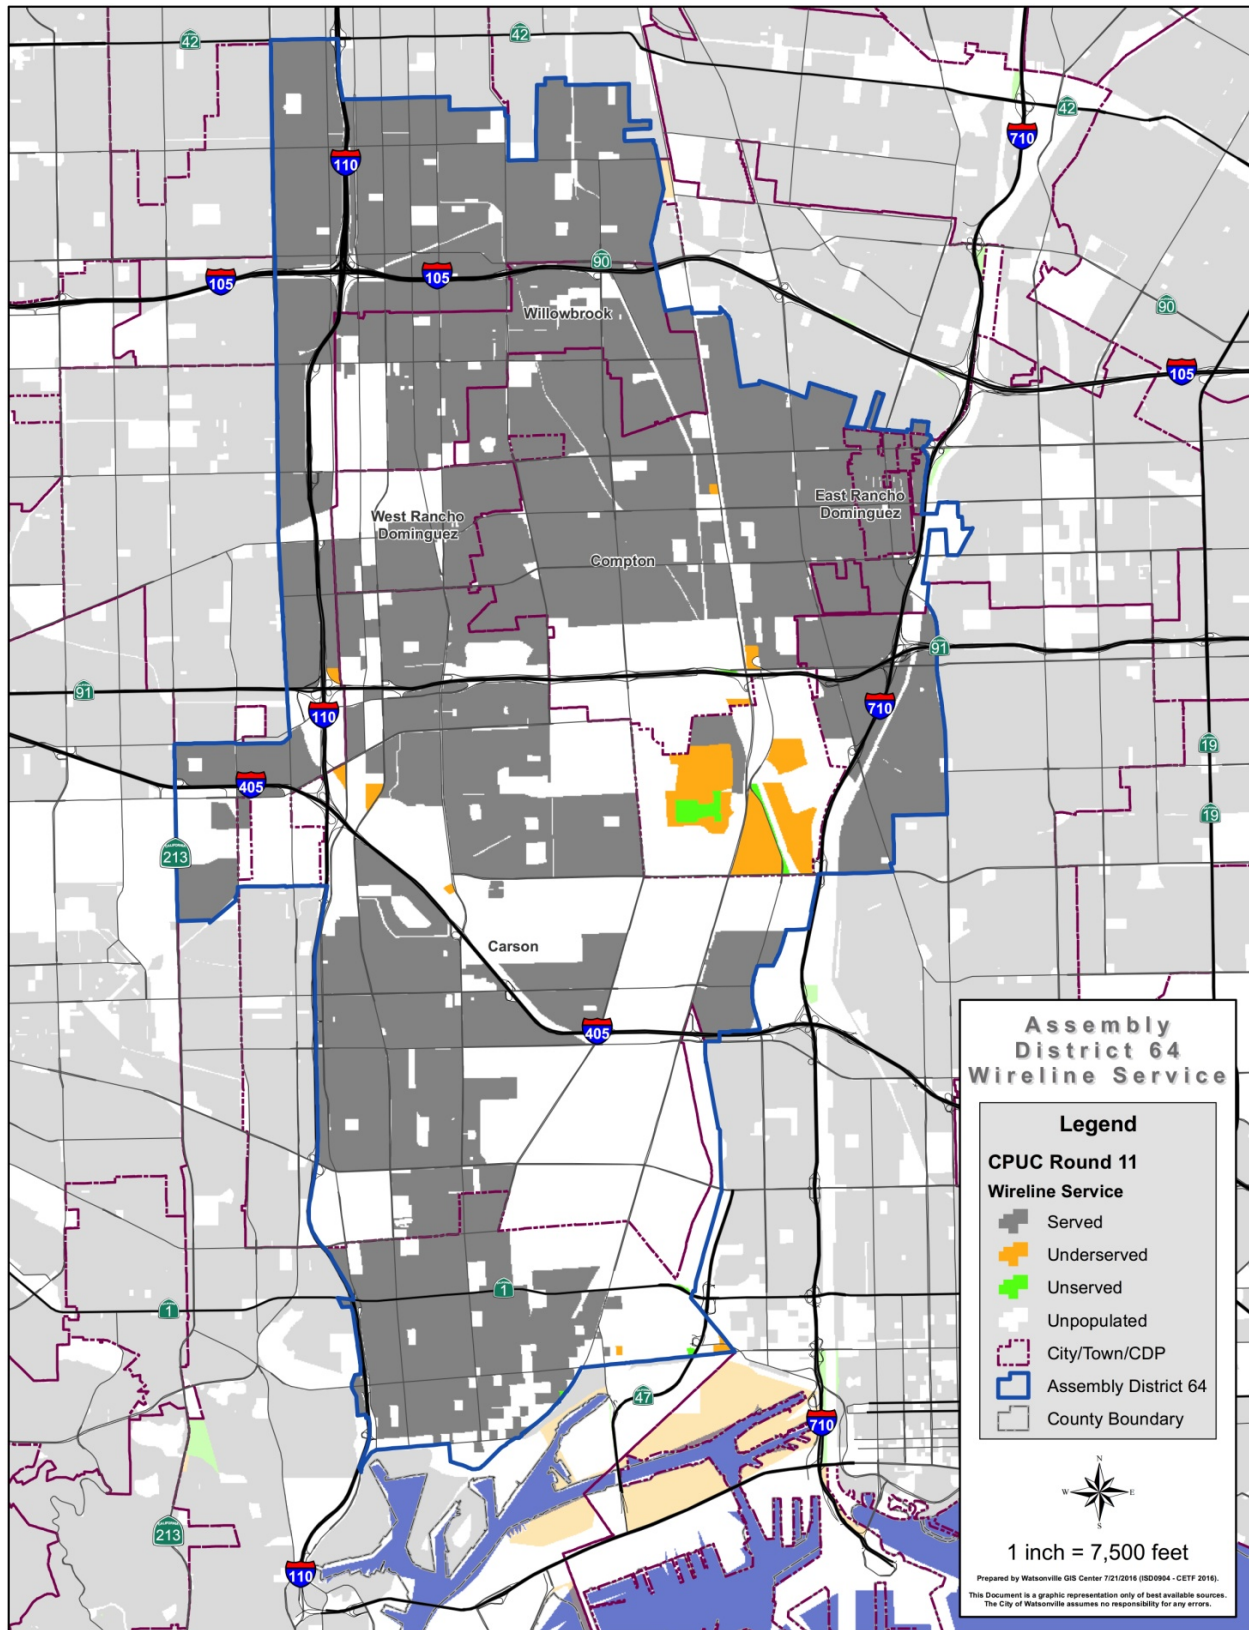 42
42
42
710
110
105
105
90
90
105
Willowbrook
East Rancho
Dominguez
West Rancho
Dominguez
Compton
91
91
110
710
19
405
19
CALIFORNIA
213
Carson
405
1
1
47
710
CALIFORNIA
213
110
Assembly
District 64
Wireline Service
Legend
CPUC Round 11
Wireline Service
Served
Underserved
Unserved
Unpopulated
City/Town/CDP
Assembly District 64
County Boundary
N
W E
S
1 inch = 7,500 feet
Prepared by Watsonville GIS Center 7/21/2016 (ISD0904 - CETF 2016).
This Document is a graphic representation only of best available sources.
The City of Watsonville assumes no responsibility for any errors.